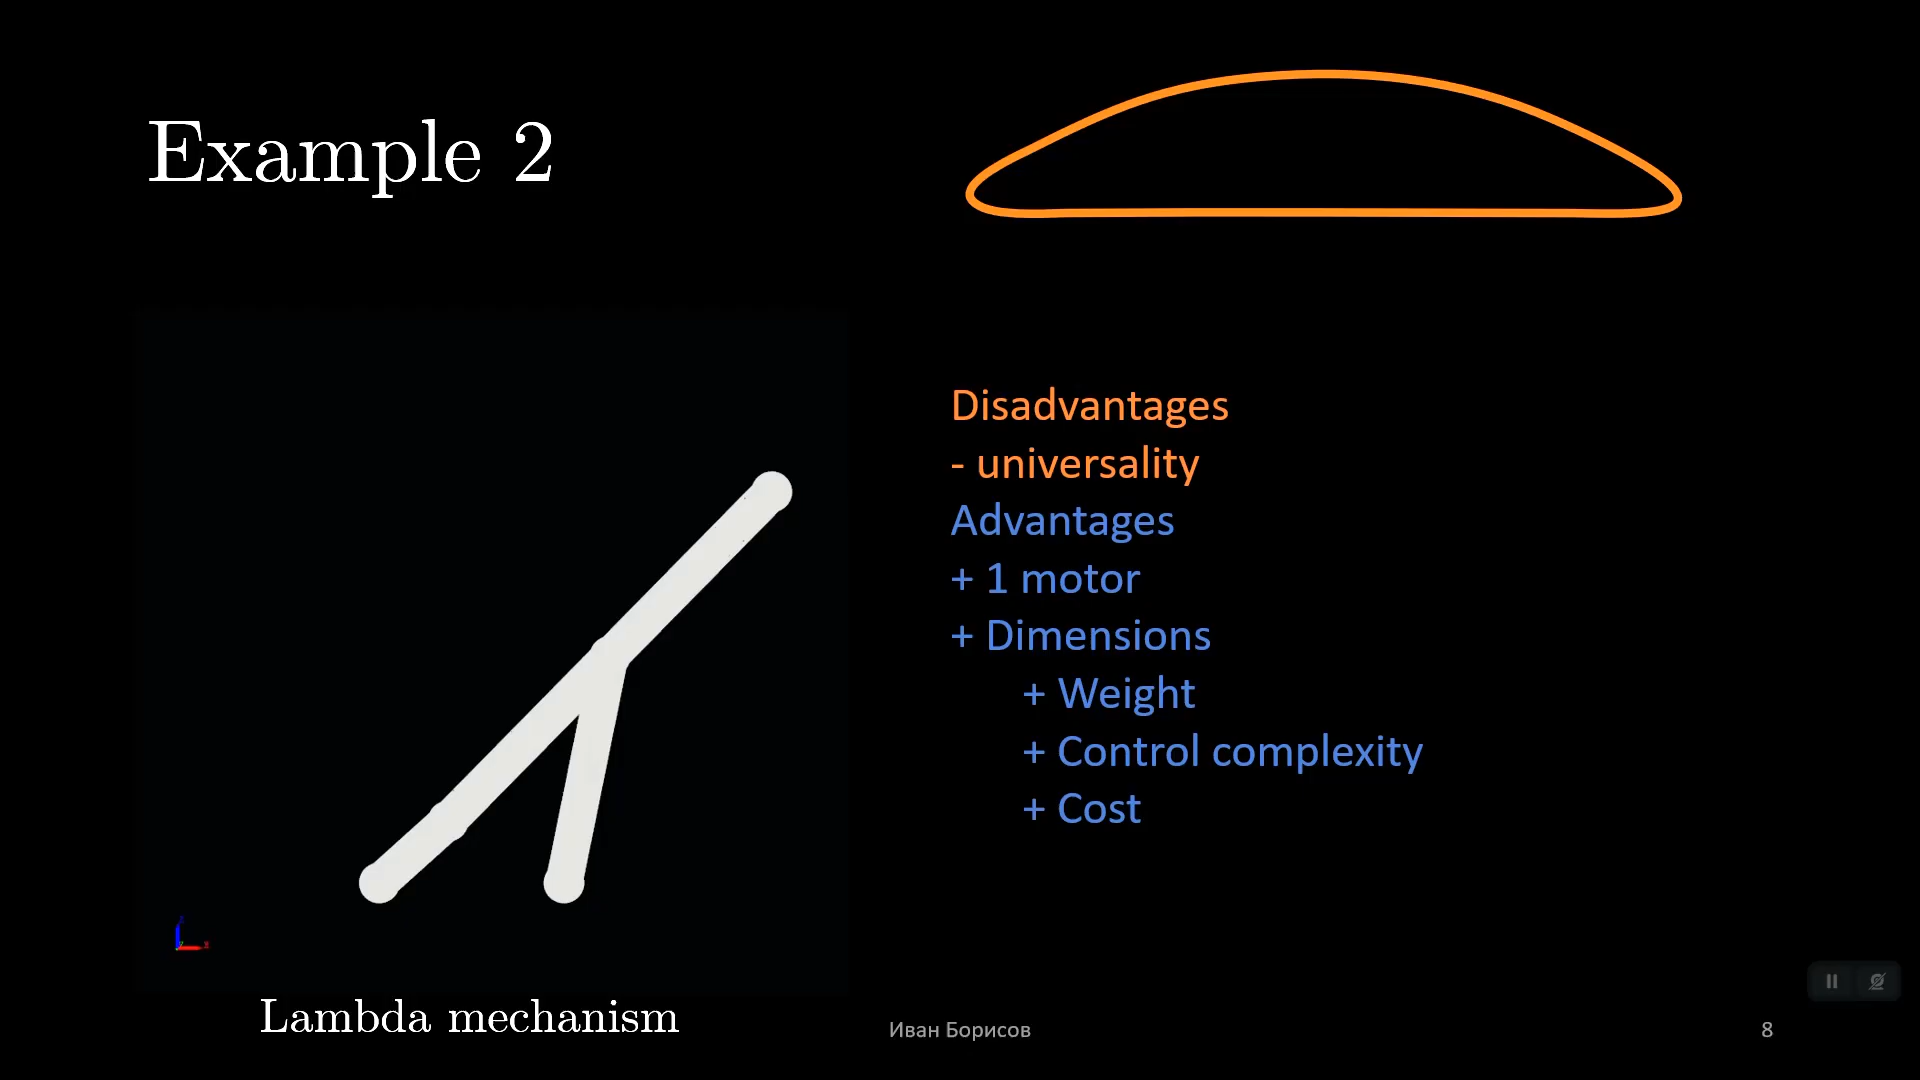 Example 2
Disadvantages
- universality
Advantages
+ 1 motor
+ Dimensions
+ Weight
+ Control complexity
+ Cost
Lambda mechanism
Иван Борисов
8